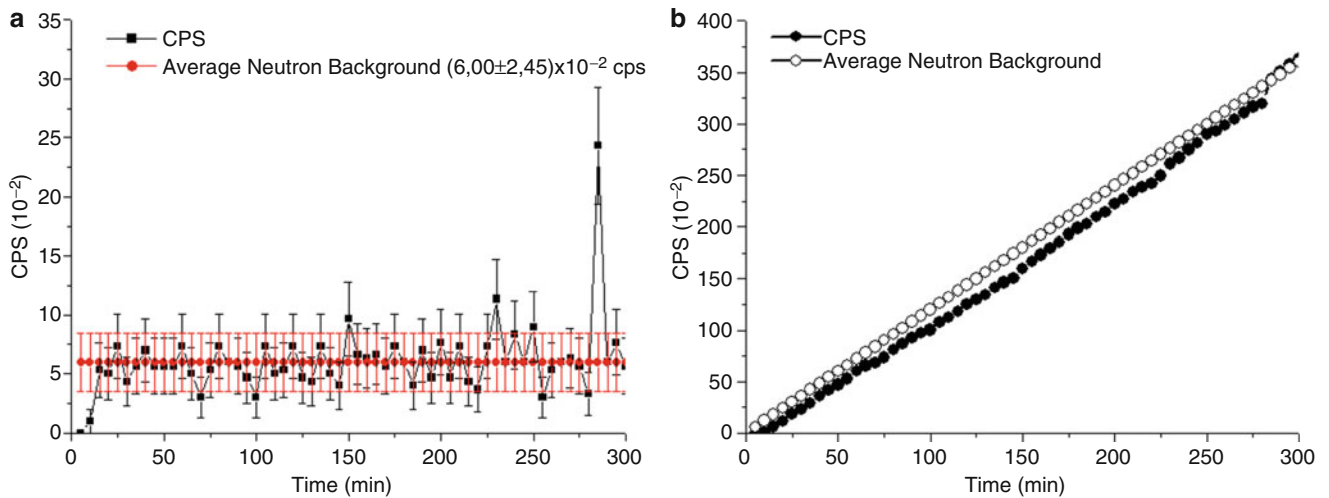 a
CPS
Average Neutron Background (6,00±2,45)x10⁻² cps
35
30
25
20
15
10
5
0
CPS (10⁻²)
0 50 100 150 200 250 300
Time (min)
b
CPS
Average Neutron Background
400
350
300
250
200
150
100
50
0
CPS (10⁻²)
0 50 100 150 200 250 300
Time (min)